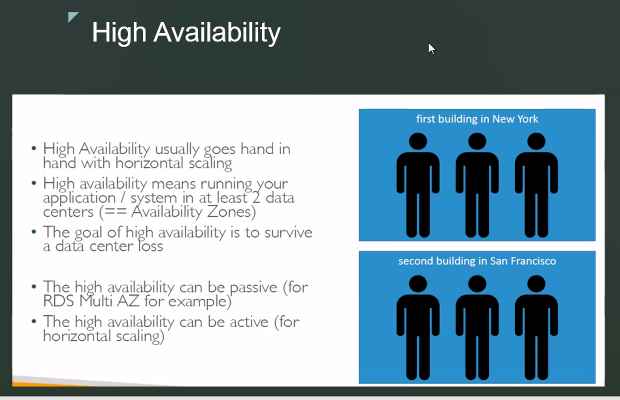 High Availability
• High Availability usually goes hand in
hand with horizontal scaling
• High availability means running your
application / system in at least 2 data
centers (== Availability Zones)
• The goal of high availability is to survive
a data center loss
• The high availability can be passive (for
RDS Multi AZ for example)
• The high availability can be active (for
horizontal scaling)
first building in New York
second building in San Francisco